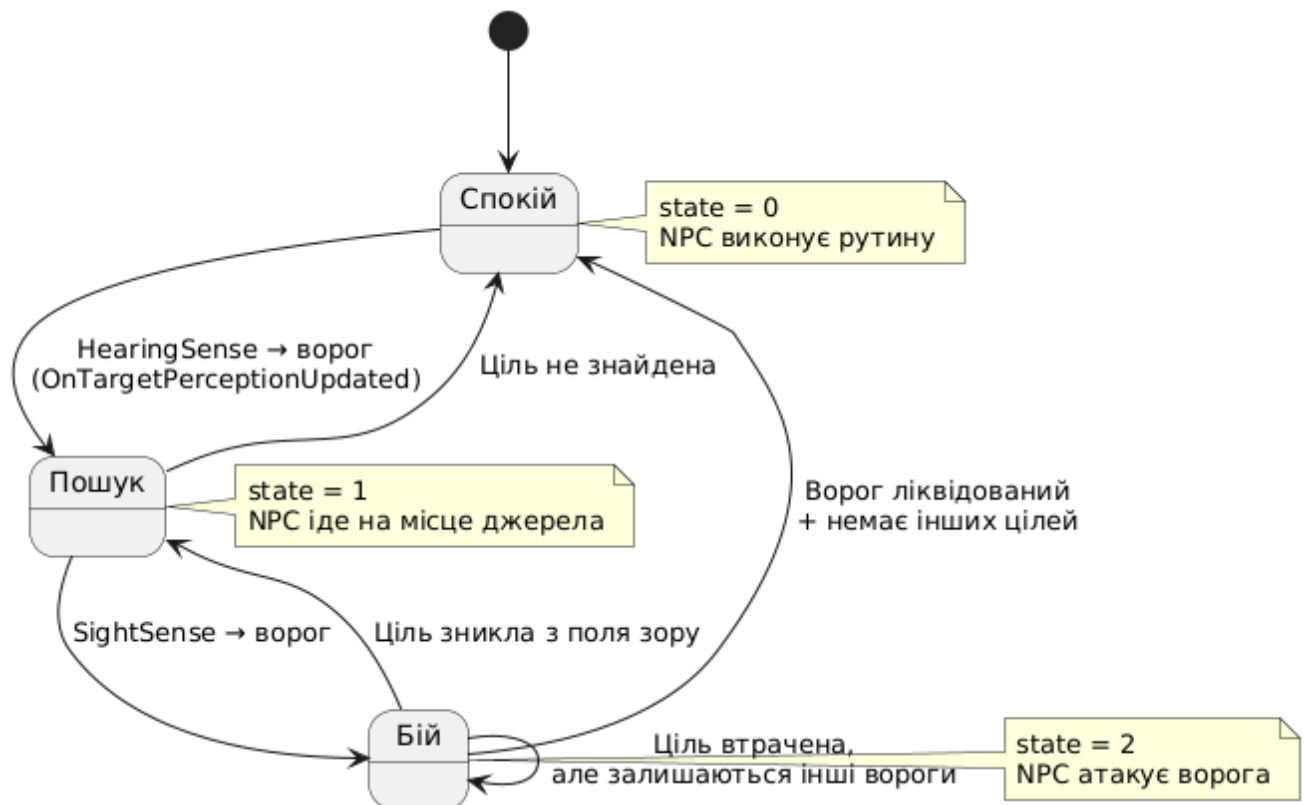 Спокій
state = 0
NPC виконує рутину
HearingSense → ворог
(OnTargetPerceptionUpdated)
Ціль не знайдена
Пошук
state = 1
NPC іде на місце джерела
Ворог ліквідований
+ немає інших цілей
SightSense → ворог
Ціль зникла з поля зору
Бій
Ціль втрачена,
але залишаються інші вороги
state = 2
NPC атакує ворога